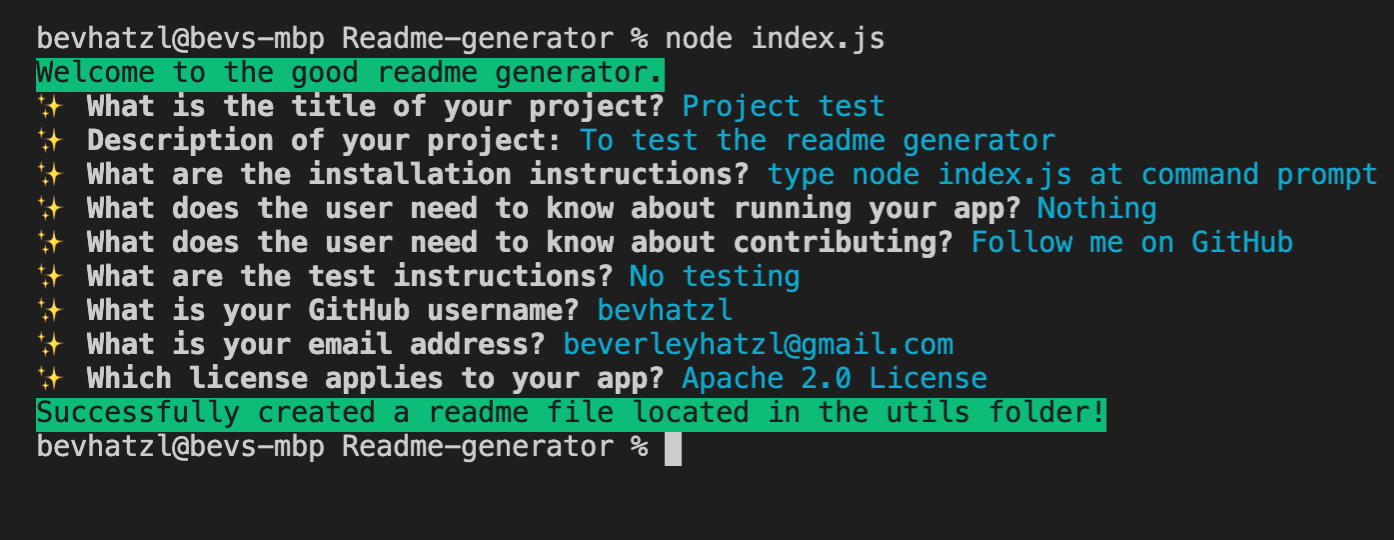 bevhatzl@bevs-mbp Readme-generator % node index.js
Welcome to the good readme generator.
✨ What is the title of your project? Project test
✨ Description of your project: To test the readme generator
✨ What are the installation instructions? type node index.js at command prompt
✨ What does the user need to know about running your app? Nothing
✨ What does the user need to know about contributing? Follow me on GitHub
✨ What are the test instructions? No testing
✨ What is your GitHub username? bevhatzl
✨ What is your email address? beverleyhatzl@gmail.com
✨ Which license applies to your app? Apache 2.0 License
Successfully created a readme file located in the utils folder!
bevhatzl@bevs-mbp Readme-generator %